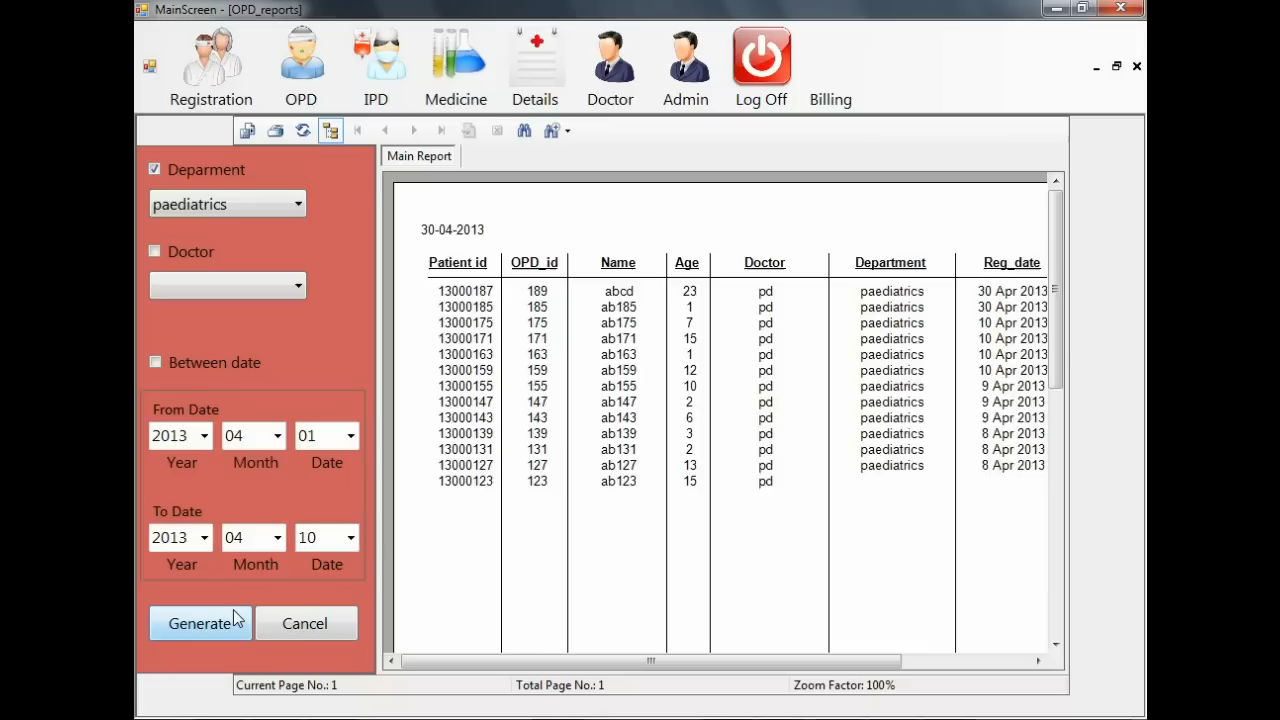 MainScreen - [OPD_reports]
Registration OPD IPD Medicine Details Doctor Admin Log Off Billing
Main Report
Deparment
paediatrics
Doctor
Between date
From Date
2013 04 01
Year Month Date
To Date
2013 04 10
Year Month Date
Generate Cancel
30-04-2013
Patient id OPD_id Name Age Doctor Department Reg_date
13000187 189 abcd 23 pd paediatrics 30 Apr 2013
13000185 185 ab185 1 pd paediatrics 30 Apr 2013
13000175 175 ab175 7 pd paediatrics 10 Apr 2013
13000171 171 ab171 15 pd paediatrics 10 Apr 2013
13000163 163 ab163 1 pd paediatrics 10 Apr 2013
13000159 159 ab159 12 pd paediatrics 10 Apr 2013
13000155 155 ab155 10 pd paediatrics 9 Apr 2013
13000147 147 ab147 2 pd paediatrics 9 Apr 2013
13000143 143 ab143 6 pd paediatrics 9 Apr 2013
13000139 139 ab139 3 pd paediatrics 8 Apr 2013
13000131 131 ab131 2 pd paediatrics 8 Apr 2013
13000127 127 ab127 13 pd paediatrics 8 Apr 2013
13000123 123 ab123 15 pd
Current Page No.: 1 Total Page No.: 1 Zoom Factor: 100%